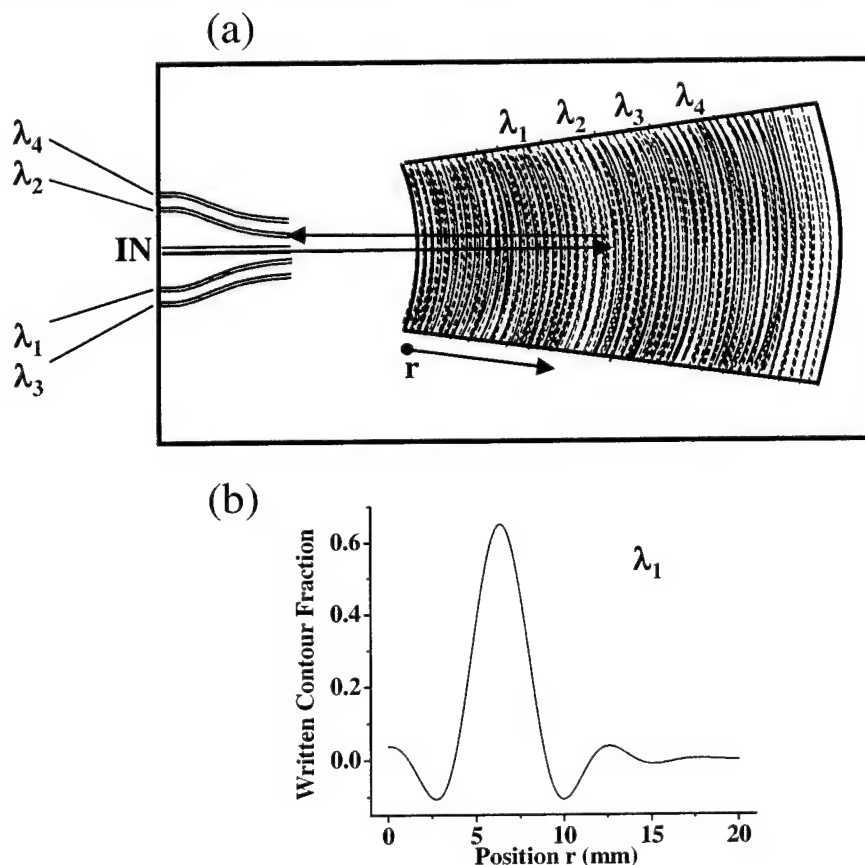 (a)
λ1 λ2 λ3 λ4
λ4
λ2
IN
λ1
λ3
r
(b)
Written Contour Fraction
0.6
0.4
0.2
0.0
λ1
0 5 10 15 20
Position r (mm)